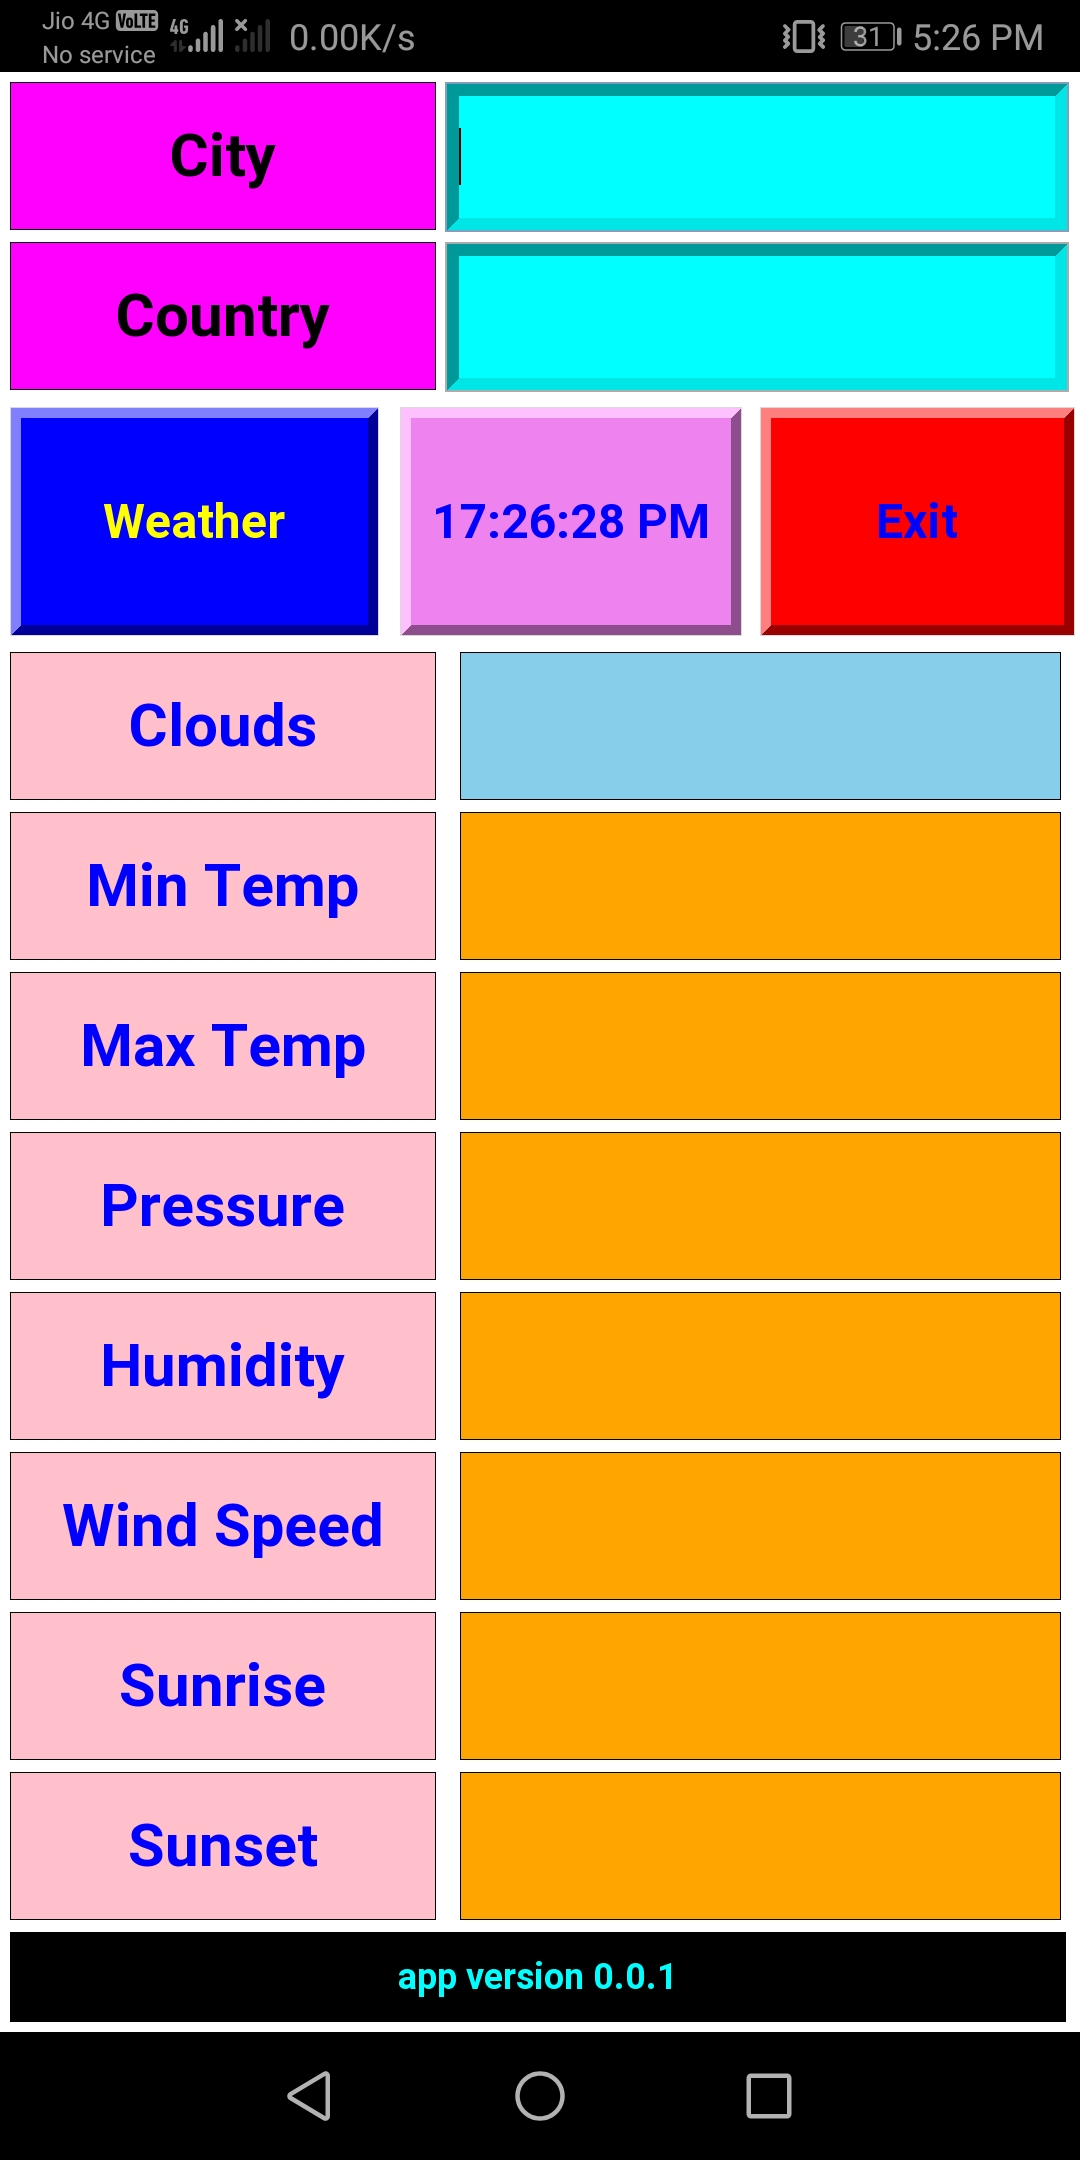 Jio 4G VoLTE 4G 0.00K/s 31 5:26 PM
No service
City
Country
Weather 17:26:28 PM Exit
Clouds
Min Temp
Max Temp
Pressure
Humidity
Wind Speed
Sunrise
Sunset
app version 0.0.1